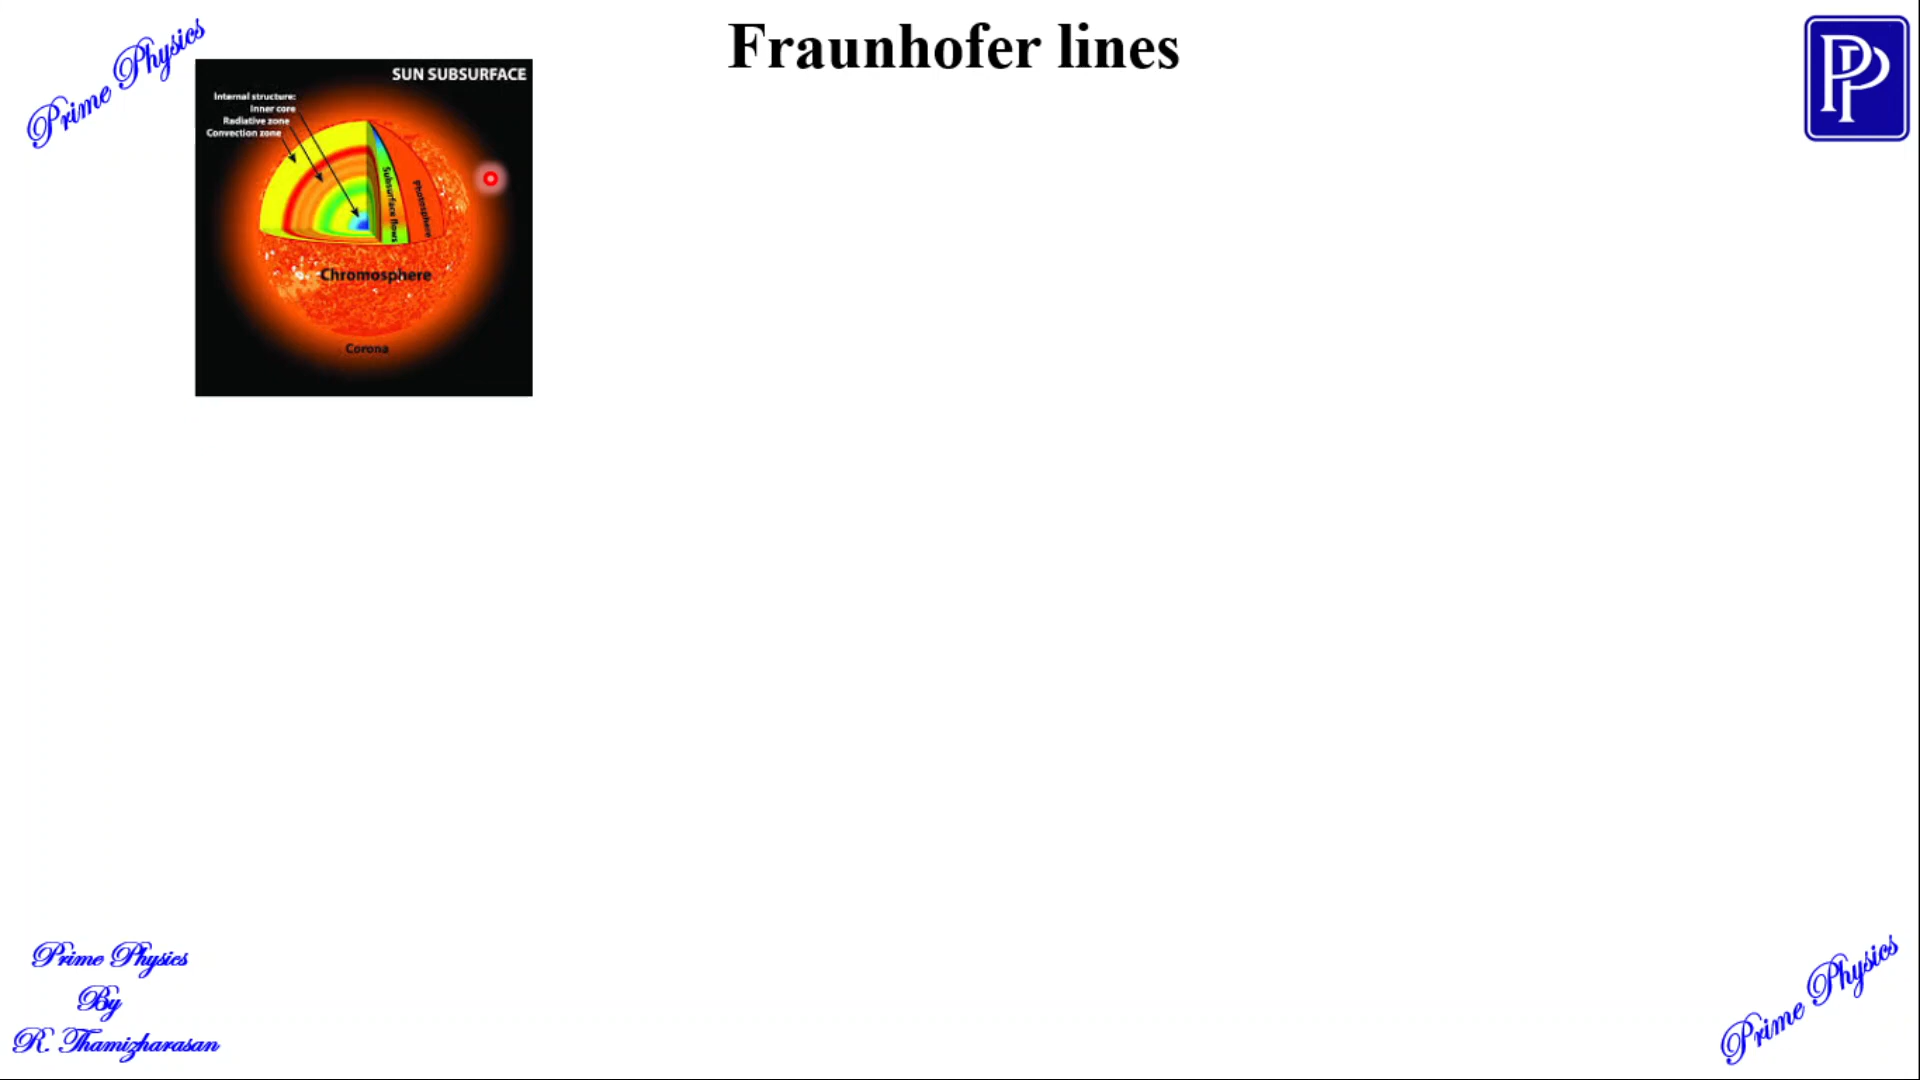 Fraunhofer lines
Prime Physics
PP
SUN SUBSURFACE
Internal structure:
Inner core
Radiative zone
Convection zone
Subsurface flows
Photosphere
Chromosphere
Corona
Prime Physics
By
R. Thamizharasan
Prime Physics